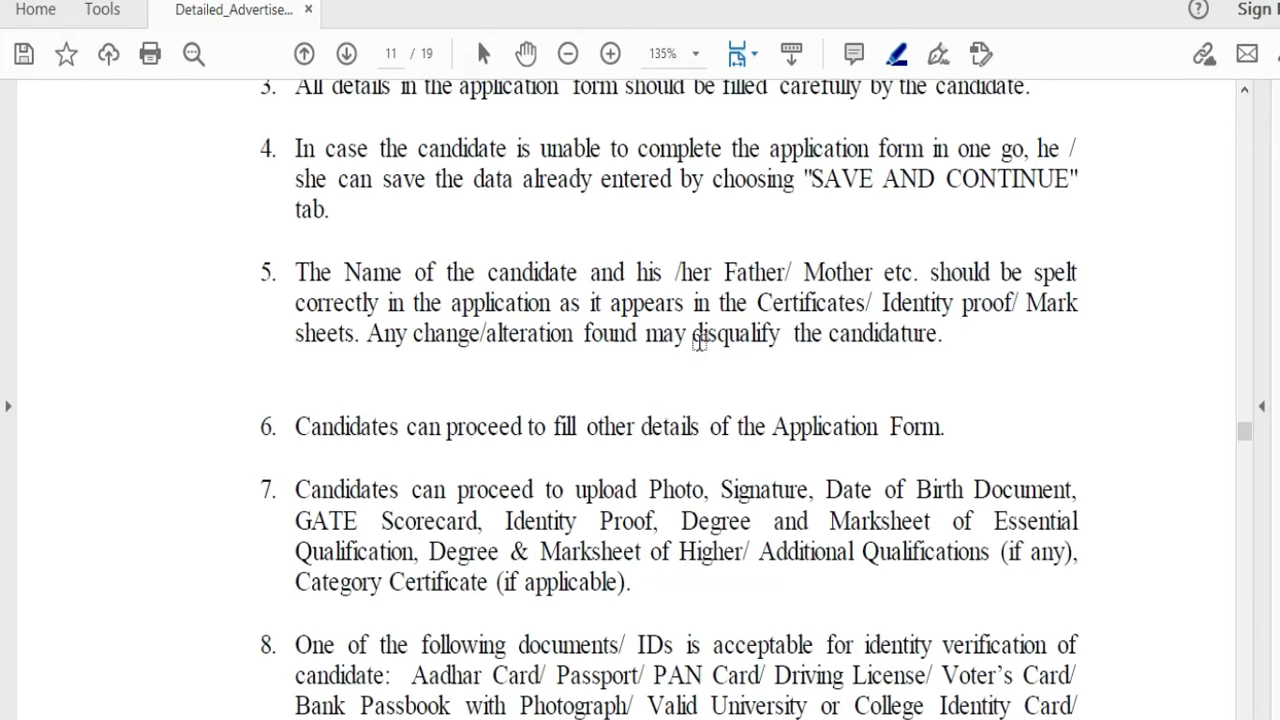 Home Tools Detailed_Advertise... × Sign
11 / 19 135%
3. All details in the application form should be filled carefully by the candidate.
4. In case the candidate is unable to complete the application form in one go, he /
she can save the data already entered by choosing "SAVE AND CONTINUE"
tab.
5. The Name of the candidate and his /her Father/ Mother etc. should be spelt
correctly in the application as it appears in the Certificates/ Identity proof/ Mark
sheets. Any change/alteration found may disqualify the candidature.
6. Candidates can proceed to fill other details of the Application Form.
7. Candidates can proceed to upload Photo, Signature, Date of Birth Document,
GATE Scorecard, Identity Proof, Degree and Marksheet of Essential
Qualification, Degree & Marksheet of Higher/ Additional Qualifications (if any),
Category Certificate (if applicable).
8. One of the following documents/ IDs is acceptable for identity verification of
candidate: Aadhar Card/ Passport/ PAN Card/ Driving License/ Voter's Card/
Bank Passbook with Photograph/ Valid University or College Identity Card/